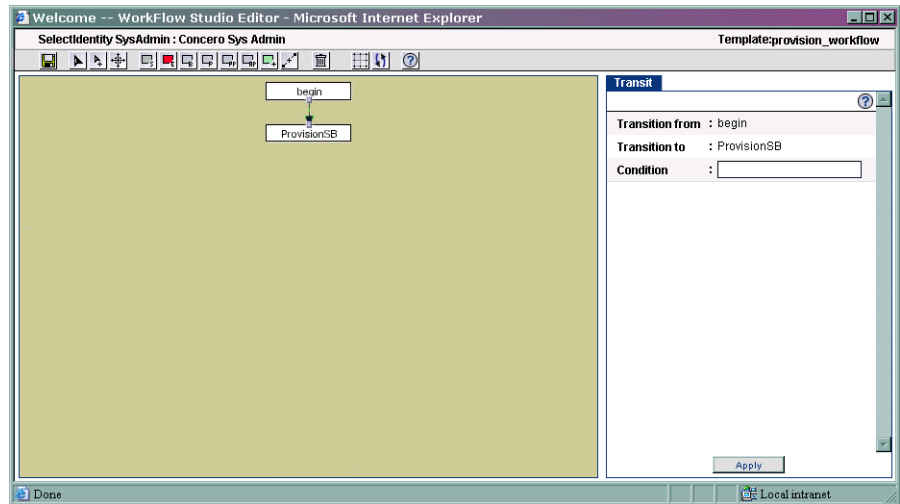 Welcome -- WorkFlow Studio Editor - Microsoft Internet Explorer
SelectIdentity SysAdmin : Concero Sys Admin
Template:provision_workflow
begin
ProvisionSB
Transit
Transition from : begin
Transition to : ProvisionSB
Condition :
Apply
Done
Local intranet